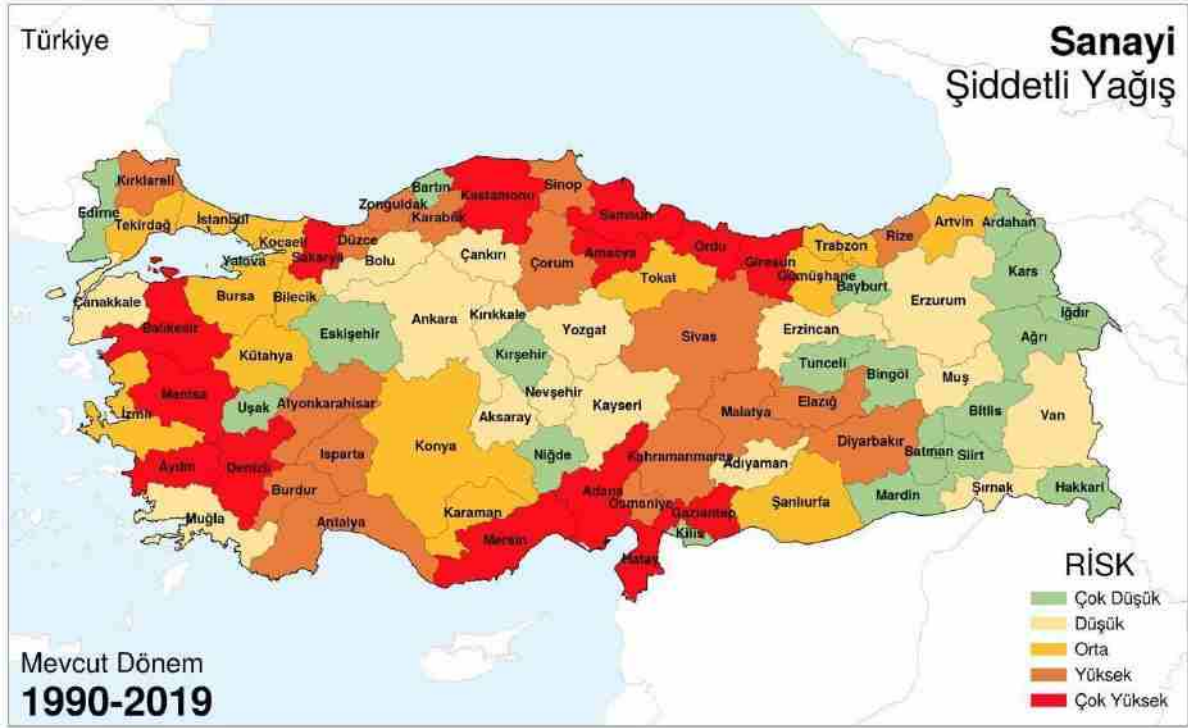 Türkiye
Sanayi
Şiddetli Yağış
Kırklareli
Edirne
Tekirdağ
İstanbul
Kocaeli
Yalova
Sakarya
Düzce
Zonguldak
Bartın
Karabük
Kastamonu
Sinop
Samsun
Bolu
Çankırı
Çorum
Amasya
Ordu
Giresun
Tokat
Gümüşhane
Trabzon
Rize
Artvin
Ardahan
Kars
Bayburt
Erzurum
Iğdır
Ağrı
Çanakkale
Balıkesir
Bursa
Bilecik
Eskişehir
Ankara
Kırıkkale
Yozgat
Sivas
Erzincan
Tunceli
Bingöl
Muş
Kütahya
Kırşehir
Manisa
Uşak
Afyonkarahisar
Nevşehir
Aksaray
Kayseri
Malatya
Elazığ
Diyarbakır
Bitlis
Van
Batman
Siirt
İzmir
Konya
Niğde
Kahramanmaraş
Adıyaman
Aydın
Denizli
Isparta
Burdur
Antalya
Muğla
Karaman
Mersin
Adana
Osmaniye
Gaziantep
Kilis
Hatay
Şanlıurfa
Mardin
Şırnak
Hakkari
RİSK
Çok Düşük
Düşük
Orta
Yüksek
Çok Yüksek
Mevcut Dönem
1990-2019